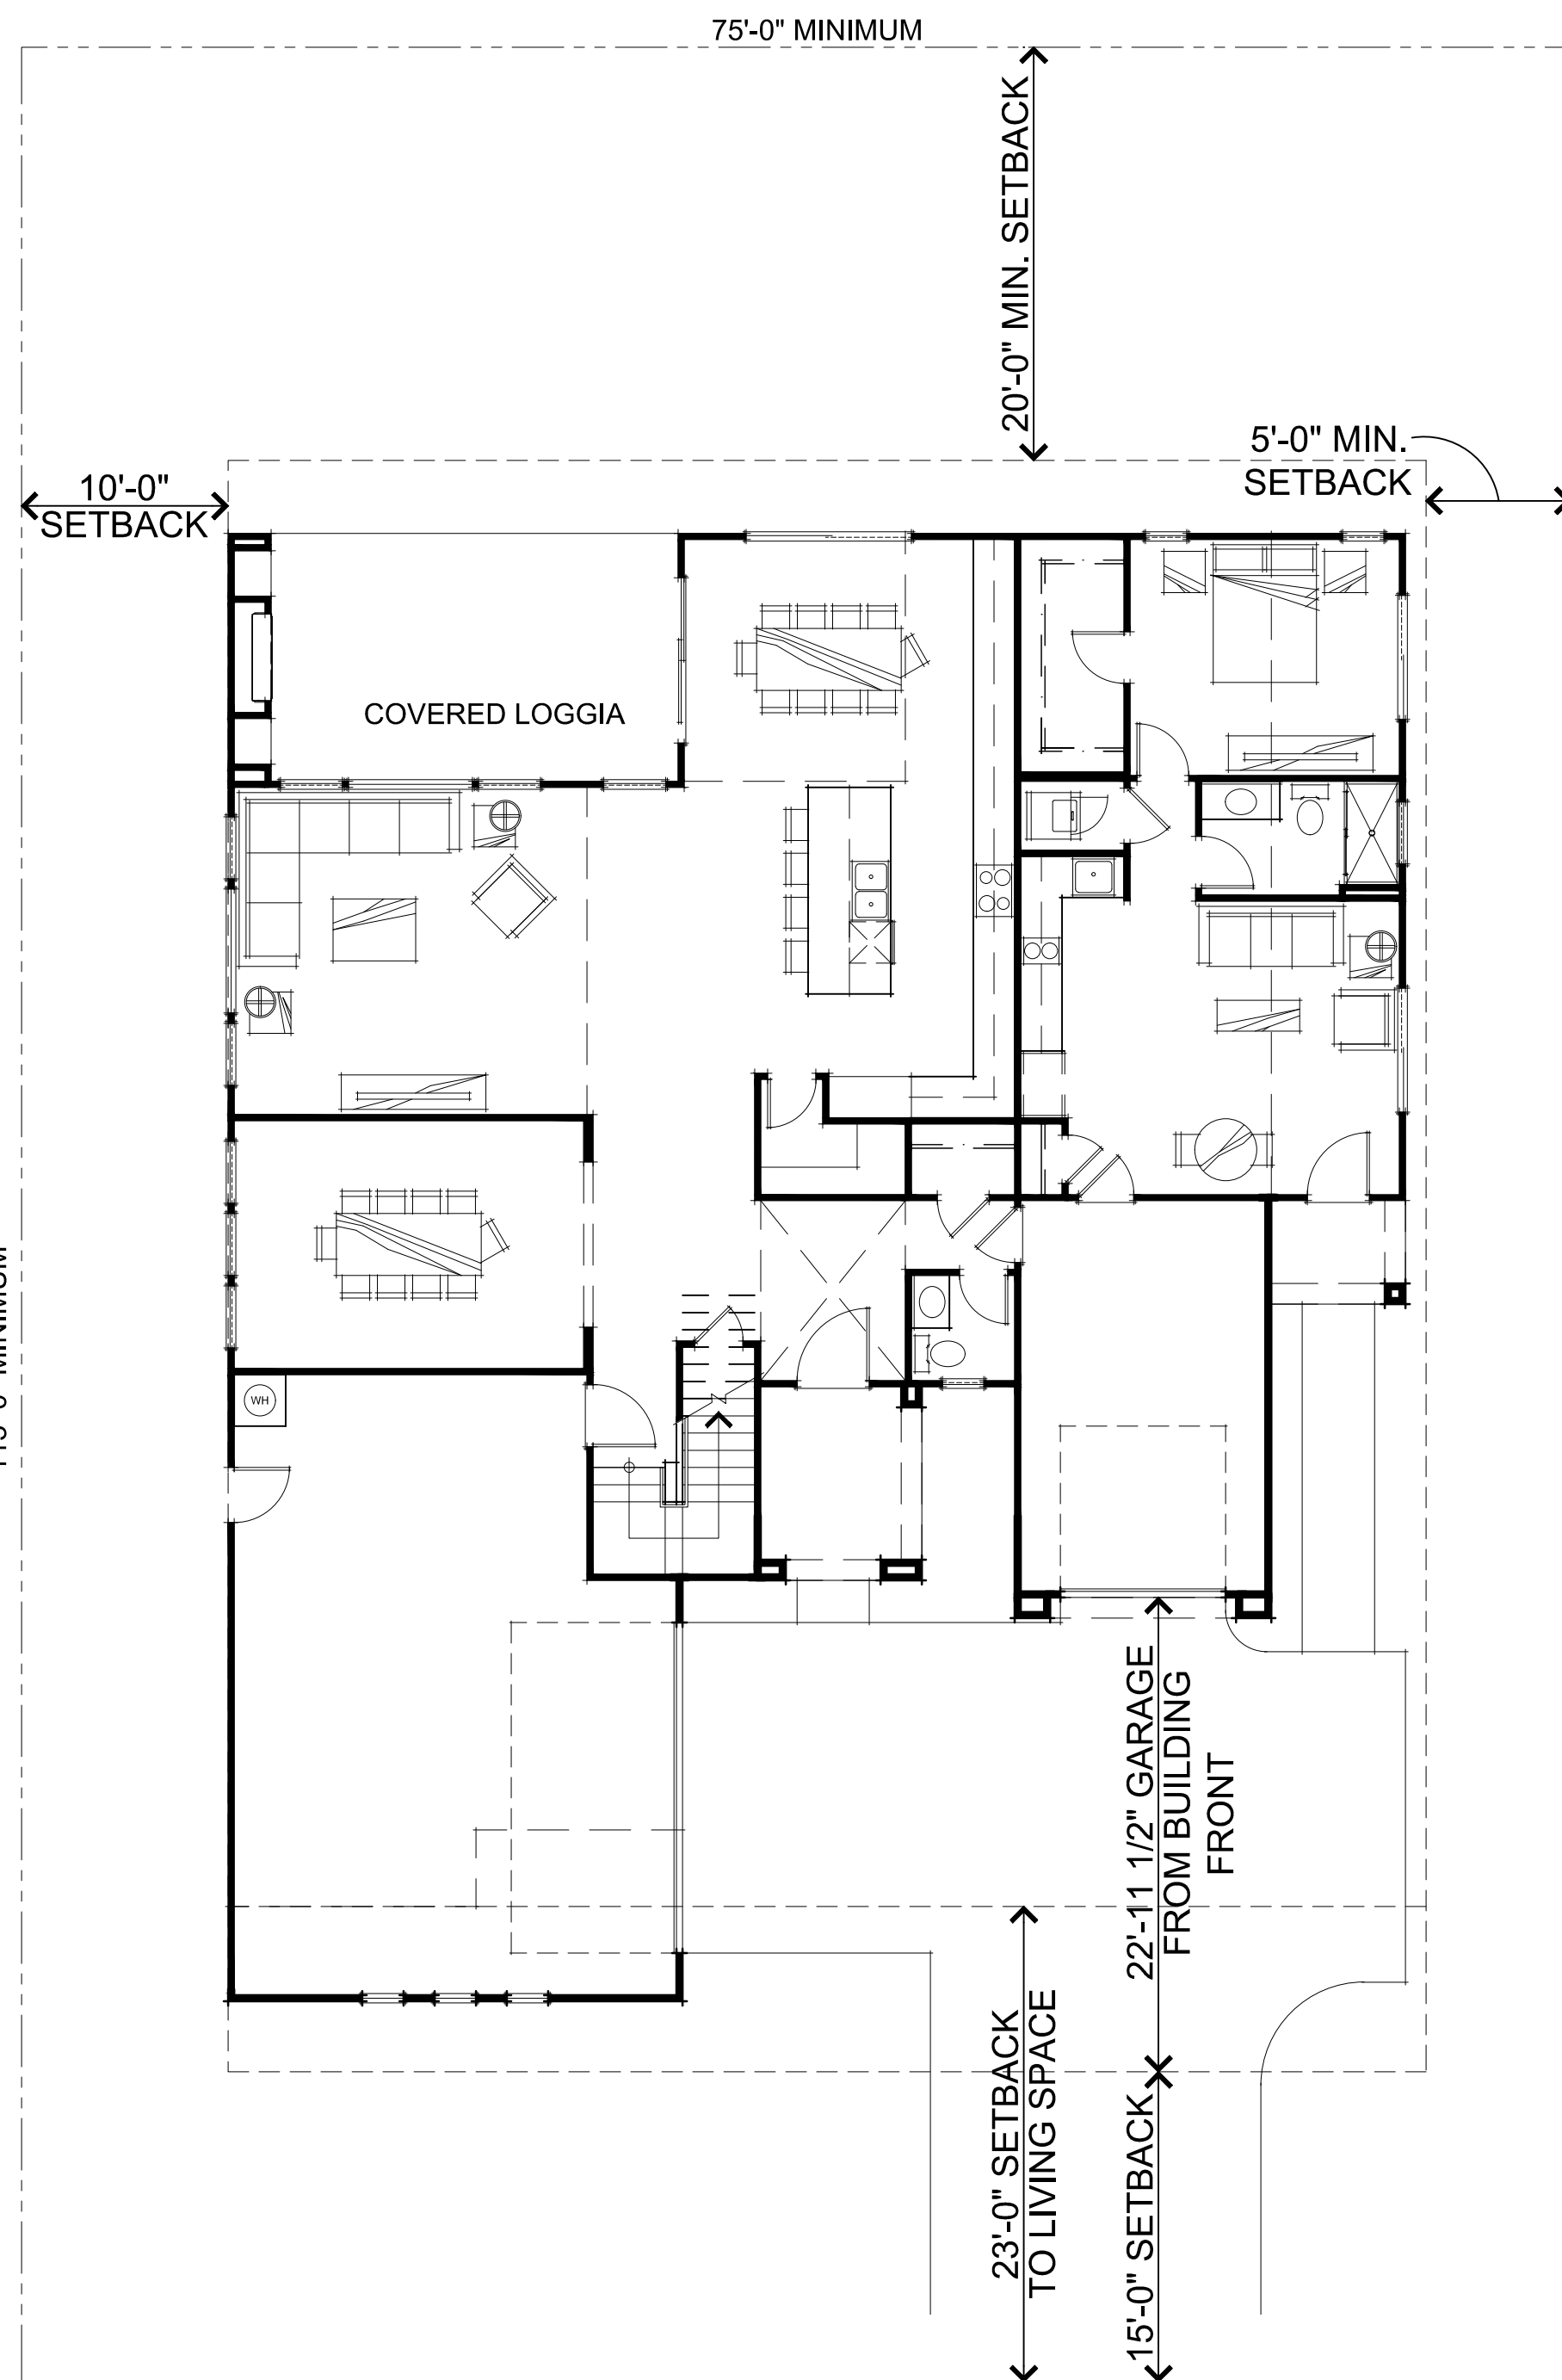 75'-0" MINIMUM
20'-0" MIN. SETBACK
5'-0" MIN.
SETBACK
10'-0"
SETBACK
COVERED LOGGIA
WH
22'-11 1/2" GARAGE
FROM BUILDING
FRONT
23'-0" SETBACK
TO LIVING SPACE
15'-0" SETBACK